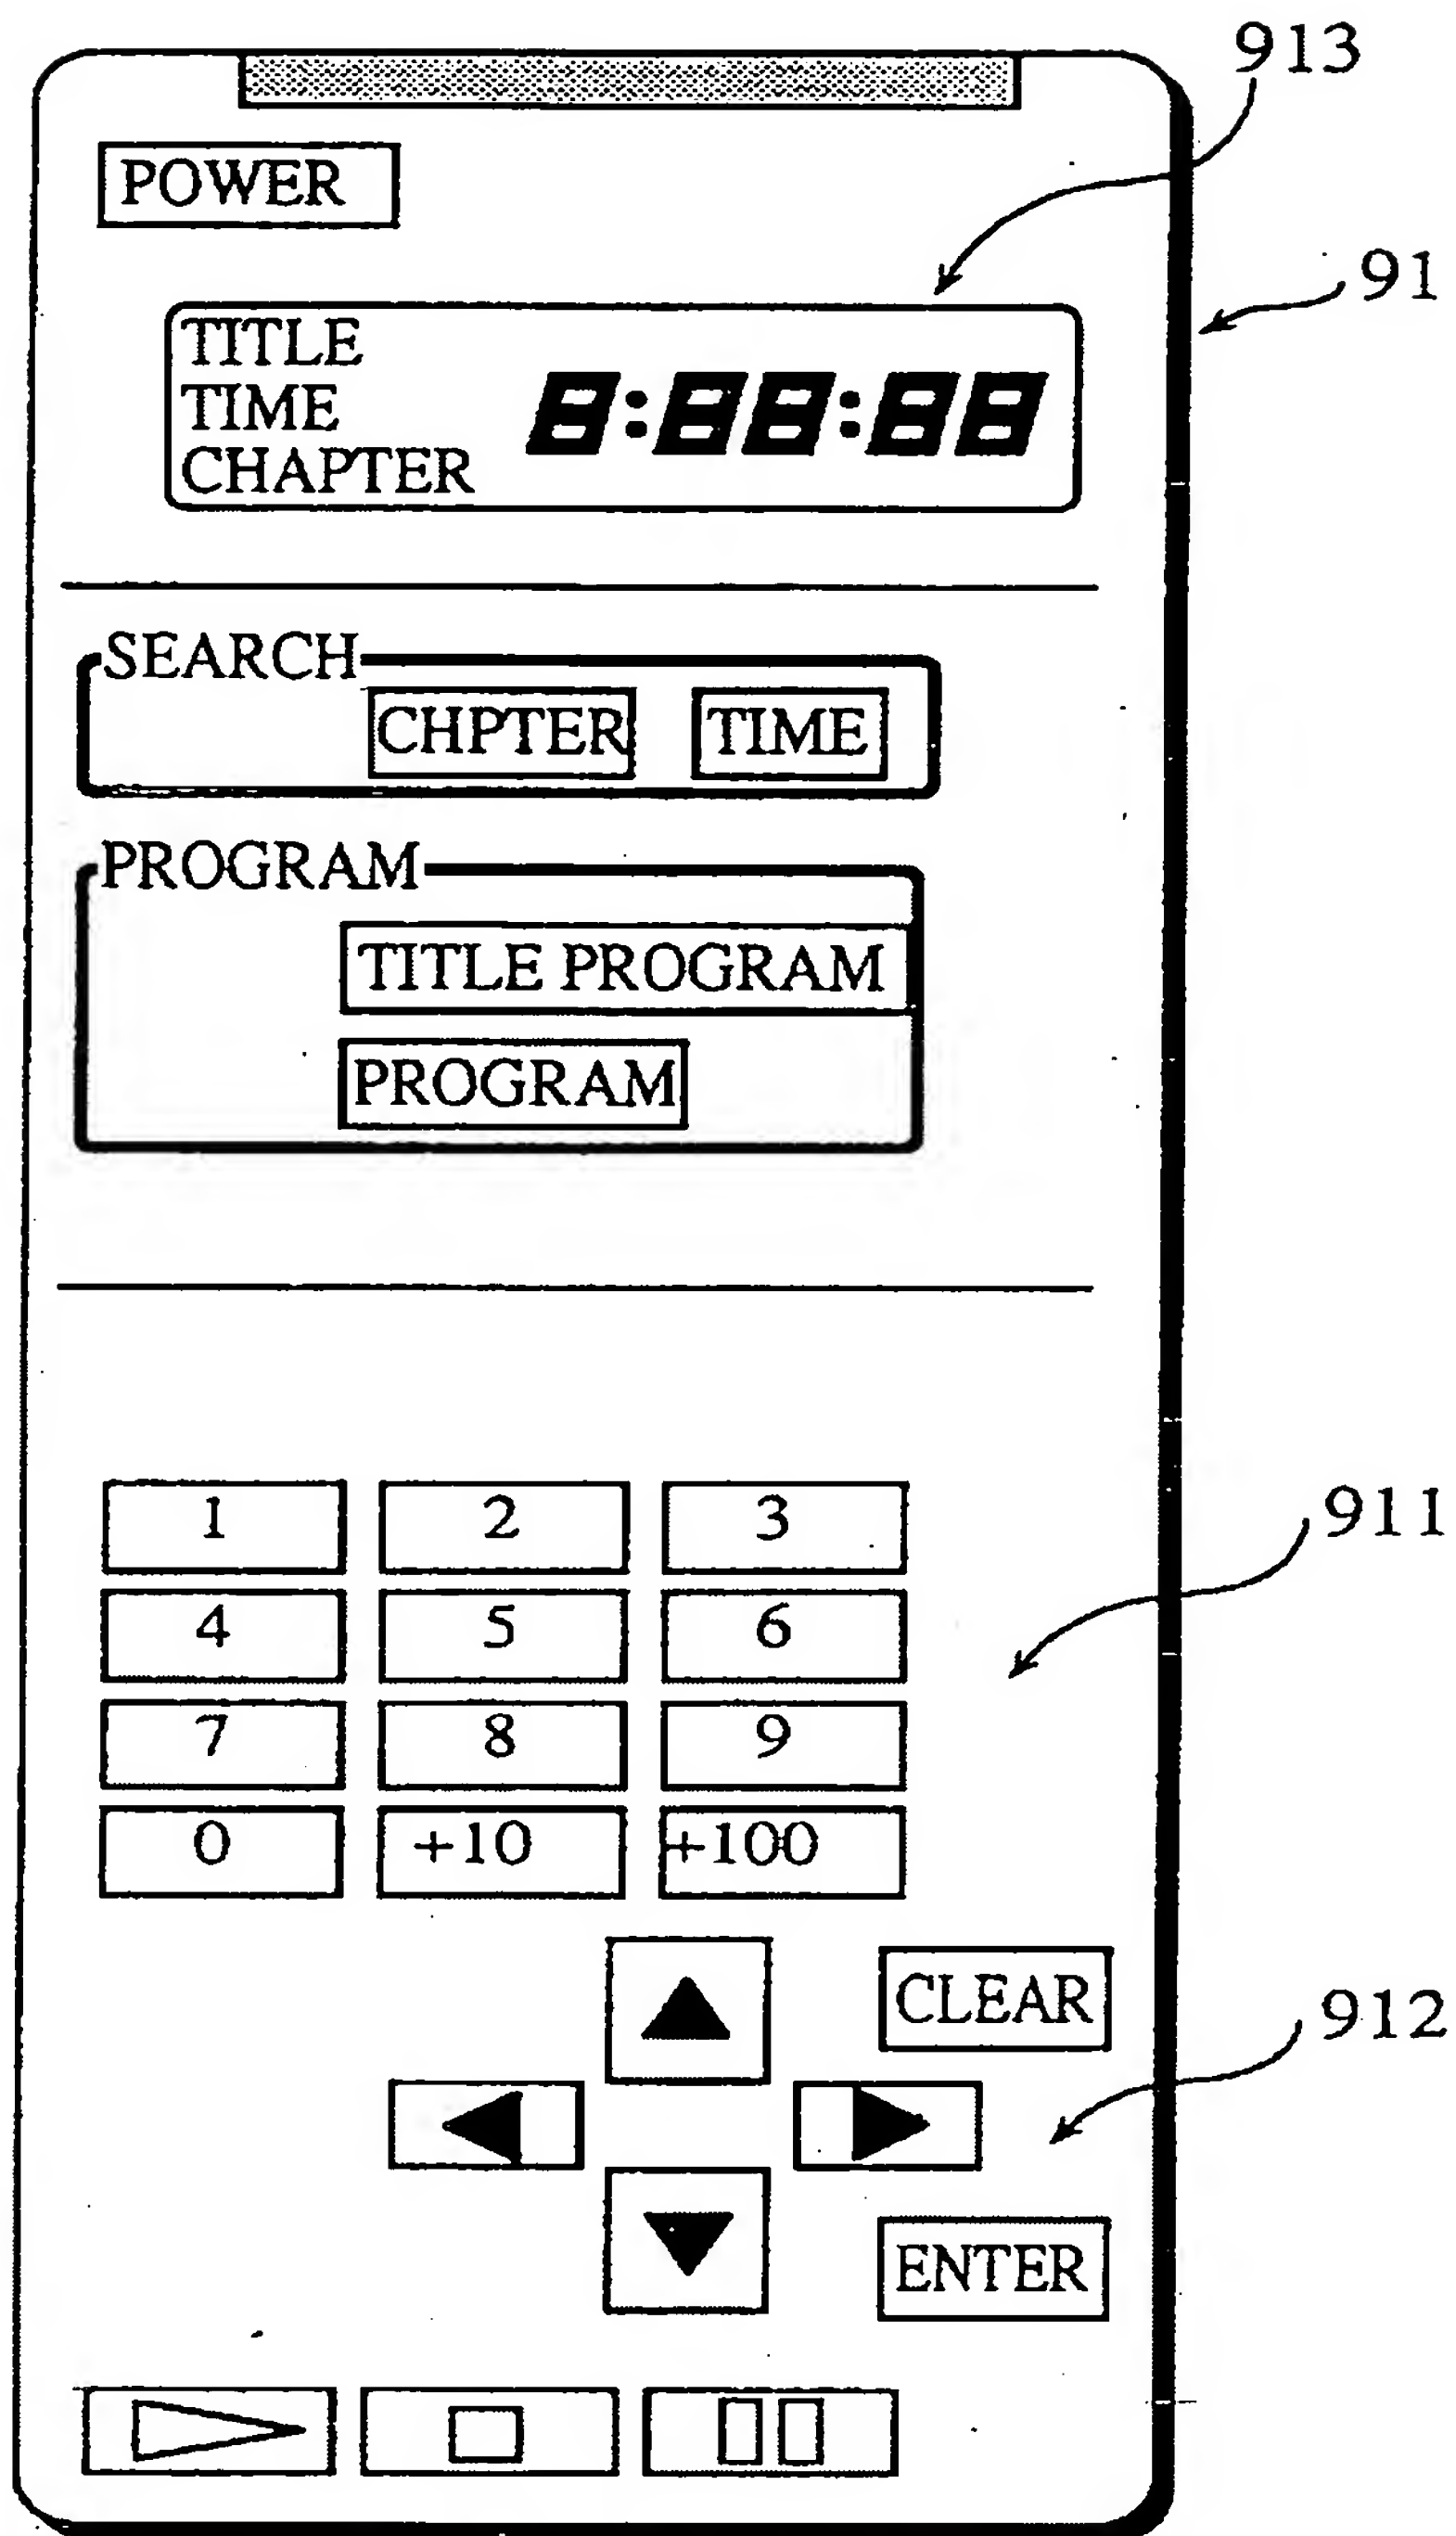 913
POWER
91
TITLE
TIME
CHAPTER
8:88:88
SEARCH
CHPTER TIME
PROGRAM
TITLE PROGRAM
PROGRAM
1 2 3
911
4 5 6
7 8 9
0 +10 +100
CLEAR
912
ENTER